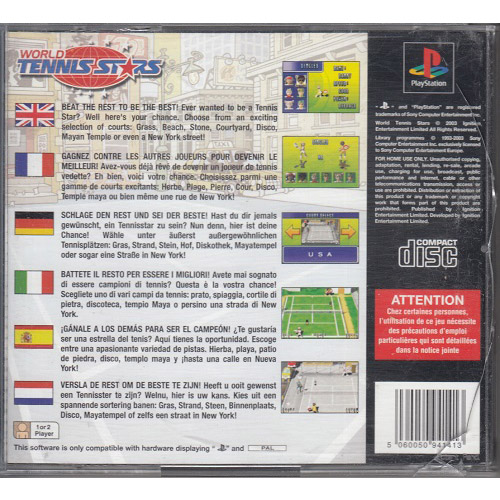 WORLD
TENNIS STARS
BEAT THE REST TO BE THE BEST! Ever wanted to be a Tennis
Star? Well here's your chance. Choose from an exciting
selection of courts: Grass, Beach, Stone, Courtyard, Disco,
Mayan Temple or even a New York street!
GAGNEZ CONTRE LES AUTRES JOUEURS POUR DEVENIR LE
MEILLEUR! Avez-vous déjà rêvé de devenir un joueur de tennis
vedette? Eh bien, voici votre chance. Choisissez parmi une
gamme de courts excitants: Herbe, Plage, Pierre, Cour, Disco,
Temple maya ou bien même une rue de New York!
SCHLAGE DEN REST UND SEI DER BESTE! Hast du dir jemals
gewünscht, ein Tennisstar zu sein? Nun denn, hier ist deine
Chance! Wähle unter äußerst außergewöhnlichen
Tennisplätzen: Gras, Strand, Stein, Hof, Diskothek, Mayatempel
oder sogar eine Straße in New York!
BATTETE IL RESTO PER ESSERE I MIGLIORI! Avete mai sognato
di essere campioni di tennis? Questa è la vostra chance!
Scegliete uno di vari campi da tennis: prato, spiaggia, cortile di
pietra, discoteca, tempio Maya o persino una strada di New
York.
¡GÁNALE A LOS DEMÁS PARA SER EL CAMPEÓN! ¿Te gustaría
ser una estrella del tenis? Aquí tienes la oportunidad. Escoge
entre una apasionante variedad de pistas. Hierba, playa, patio
de piedra, disco, templo maya y ¡hasta una calle en Nueva
York!
VERSLA DE REST OM DE BESTE TE ZIJN! Heeft u ooit gewenst
een Tennisster te zijn? Welnu, hier is uw kans. Kies uit een
spannende sortering banen: Gras, Strand, Steen, Binnenplaats,
Disco, Mayatempel of zelfs een straat in New York!
1 or 2
Player
This software is only compatible with hardware displaying " " and PAL
SINGLES
COURT SELECT
USA
PlayStation
" " and "PlayStation" are registered
trademarks of Sony Computer Entertainment Inc.
World Tennis Stars © 2003 Ignition
Entertainment Limited All Rights Reserved.
Library programmes © 1993-2003 Sony
Computer Entertainment Inc. exclusively licensed
to Sony Computer Entertainment Europe.
FOR HOME USE ONLY. Unauthorised copying,
adaptation, rental, lending, re-sale, arcade
use, charging for use, broadcast, public
performance and internet, cable or other
telecommunications transmission, access or
use are prohibited. Distribution or extraction of
this product or any trademark or copyright
work that forms part of this product are
prohibited. Published by Ignition
Entertainment Limited. Developed by Ignition
Entertainment Limited.
COMPACT
disc
ATTENTION
Chez certaines personnes,
l'utilisation de ce jeu nécessite
des précautions d'emploi
particulières qui sont détaillées
dans la notice jointe
5 060050 941413